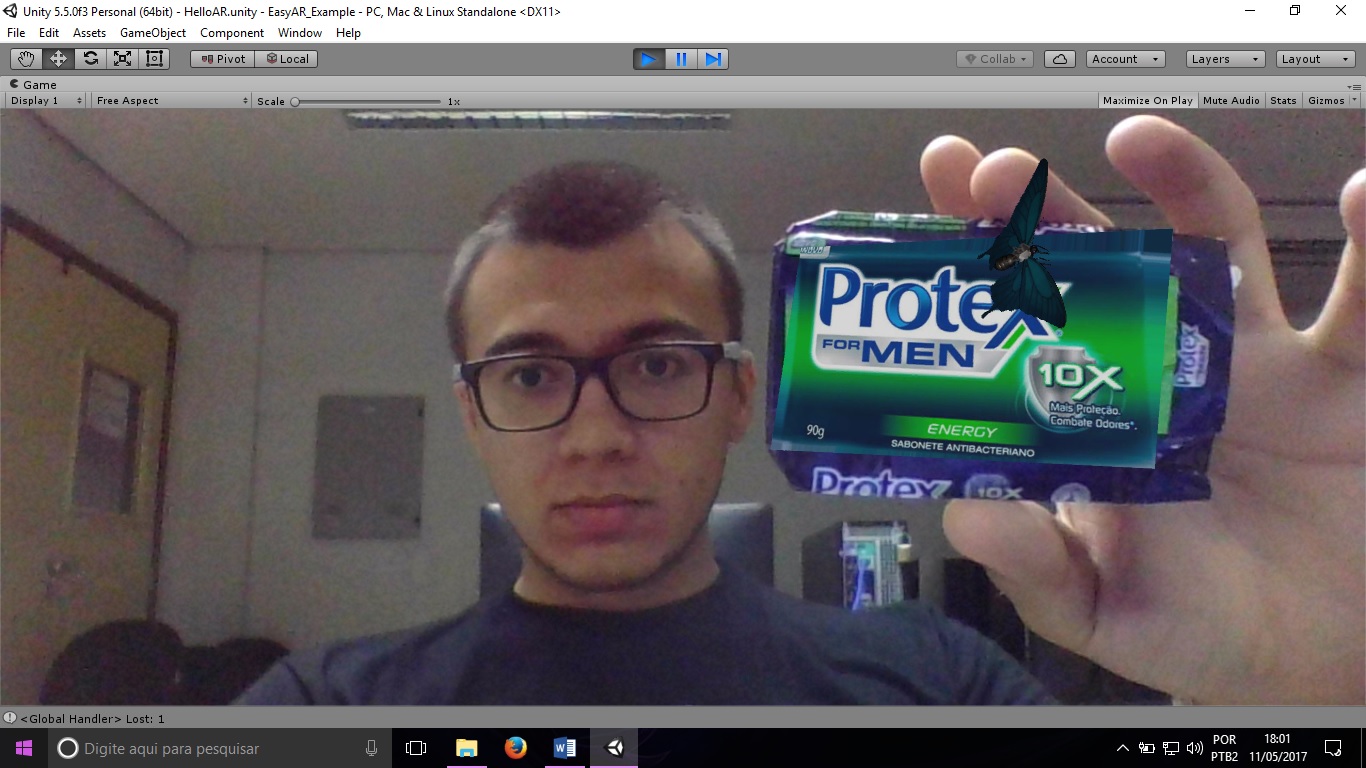 Unity 5.5.0f3 Personal (64bit) - HelloAR.unity - EasyAR_Example - PC, Mac & Linux Standalone <DX11>
File Edit Assets GameObject Component Window Help
Pivot Local Collab Account Layers Layout
Game
Display 1 Free Aspect Scale 1x Maximize On Play Mute Audio Stats Gizmos
Protex
FOR MEN
10X
Mais Proteção.
Combate Odores*.
90g
ENERGY
SABONETE ANTIBACTERIANO
Protex
Protex 10X
<Global Handler> Lost: 1
Digite aqui para pesquisar
POR 18:01
PTB2 11/05/2017